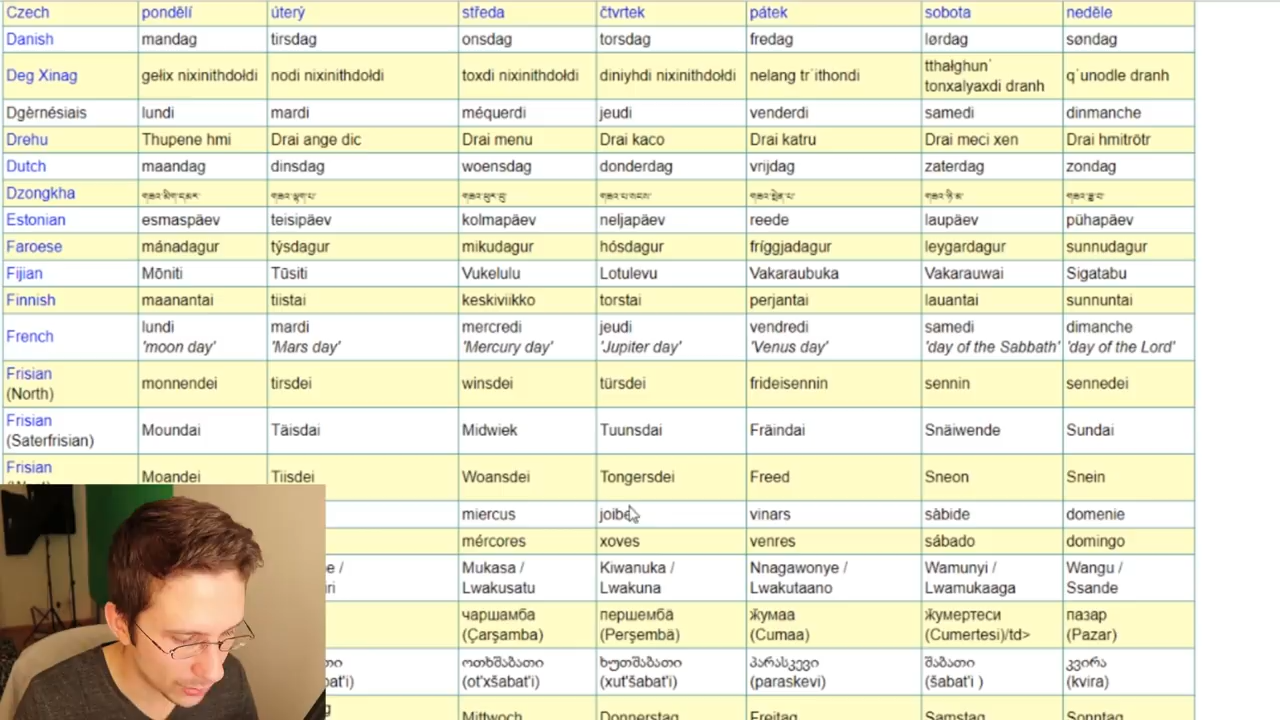 Czech pondělí úterý středa čtvrtek pátek sobota neděle
Danish mandag tirsdag onsdag torsdag fredag lørdag søndag
Deg Xinag gełix nixinithdołdi nodi nixinithdołdi toxdi nixinithdołdi diniyhdi nixinithdołdi nelang tr˙ithondi tthałghun˙
tonxalyaxdi dranh q˙unodle dranh
Dgèrnésiais lundi mardi méquerdi jeudi venderdi samedi dinmanche
Drehu Thupene hmi Drai ange dic Drai menu Drai kaco Drai katru Drai meci xen Drai hmitrötr
Dutch maandag dinsdag woensdag donderdag vrijdag zaterdag zondag
Dzongkha
Estonian esmaspäev teisipäev kolmapäev neljapäev reede laupäev pühapäev
Faroese mánadagur týsdagur mikudagur hósdagur fríggjadagur leygardagur sunnudagur
Fijian Mōniti Tūsiti Vukelulu Lotulevu Vakaraubuka Vakarauwai Sigatabu
Finnish maanantai tiistai keskiviikko torstai perjantai lauantai sunnuntai
French lundi mardi mercredi jeudi vendredi samedi dimanche
'moon day' 'Mars day' 'Mercury day' 'Jupiter day' 'Venus day' 'day of the Sabbath' 'day of the Lord'
Frisian
(North) monnendei tirsdei winsdei türsdei frideisennin sennin sennedei
Frisian
(Saterfrisian) Moundai Täisdai Midwiek Tuunsdai Fräindai Snäiwende Sundai
Frisian
Moandei Tiisdei Woansdei Tongersdei Freed Sneon Snein
miercus vinars sàbide domenie
mércores xoves venres sábado domingo
Mukasa / Kiwanuka / Nnagawonye / Wamunyi / Wangu /
Lwakusatu Lwakuna Lwakutaano Lwamukaaga Ssande
чаршамба першембӓ җумаа җумертеси пазар
(Çarşamba) (Perşembä) (Cumaa) (Cumertesi)/td> (Pazar)
ოთხშაბათი ხუთშაბათი პარასკევი შაბათი კვირა
(ot'xšabat'i) (xut'šabat'i) (paraskevi) (šabat'i ) (kvira)
Mittwoch Donnerstag Freitag Samstag Sonntag